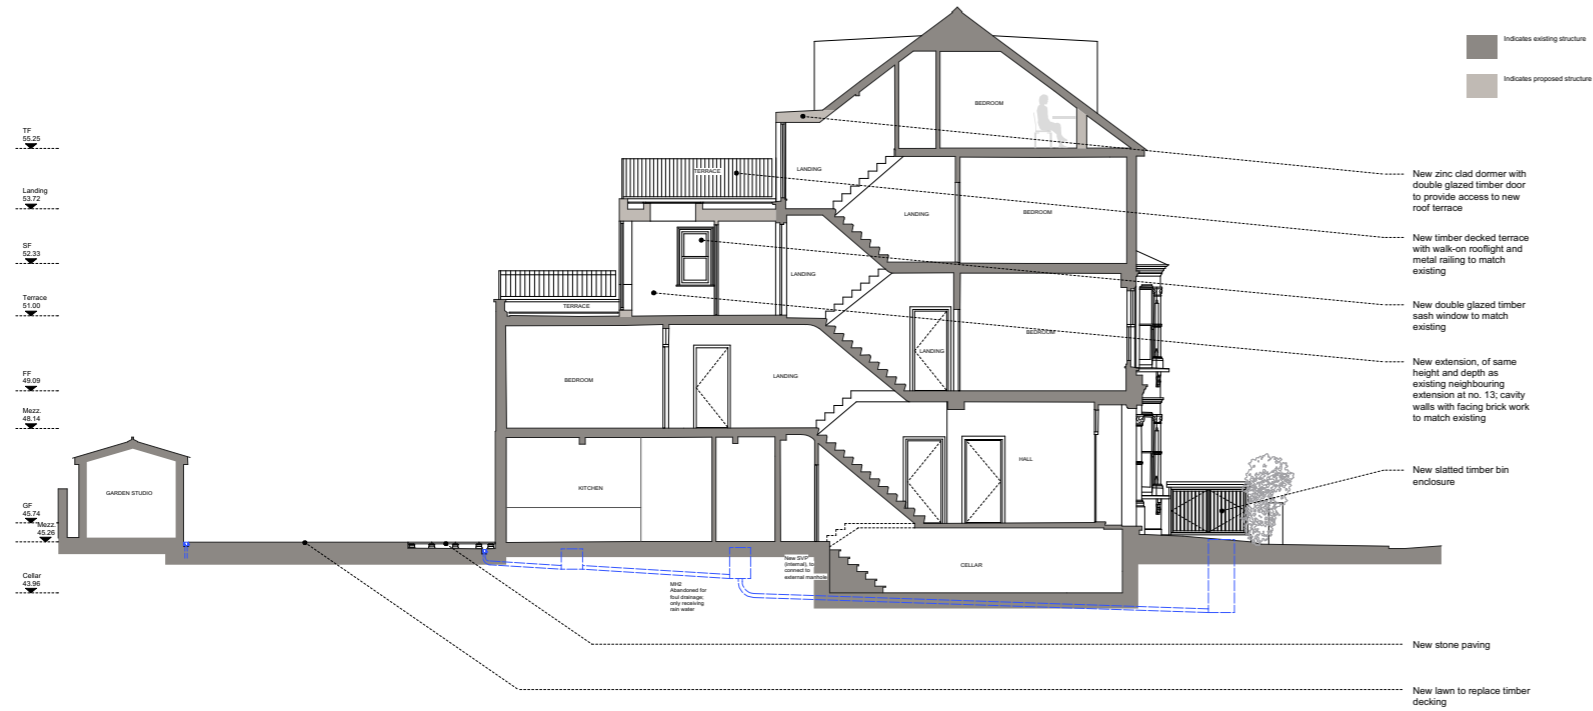 Indicates existing structure
Indicates proposed structure
TF
55.25
Landing
53.72
SF
52.33
Terrace
51.00
FF
49.09
Mezz.
48.14
GF
45.74
Mezz.
45.26
Cellar
43.96
BEDROOM
LANDING
TERRACE
LANDING
BEDROOM
LANDING
TERRACE
BEDROOM
LANDING
BEDROOM
LANDING
HALL
KITCHEN
GARDEN STUDIO
CELLAR
New SVP
(internal), to
connect to
external manhole
MH2
Abandoned for
foul drainage;
only receiving
rain water
New zinc clad dormer with
double glazed timber door
to provide access to new
roof terrace
New timber decked terrace
with walk-on rooflight and
metal railing to match
existing
New double glazed timber
sash window to match
existing
New extension, of same
height and depth as
existing neighbouring
extension at no. 13; cavity
walls with facing brick work
to match existing
New slatted timber bin
enclosure
New stone paving
New lawn to replace timber
decking